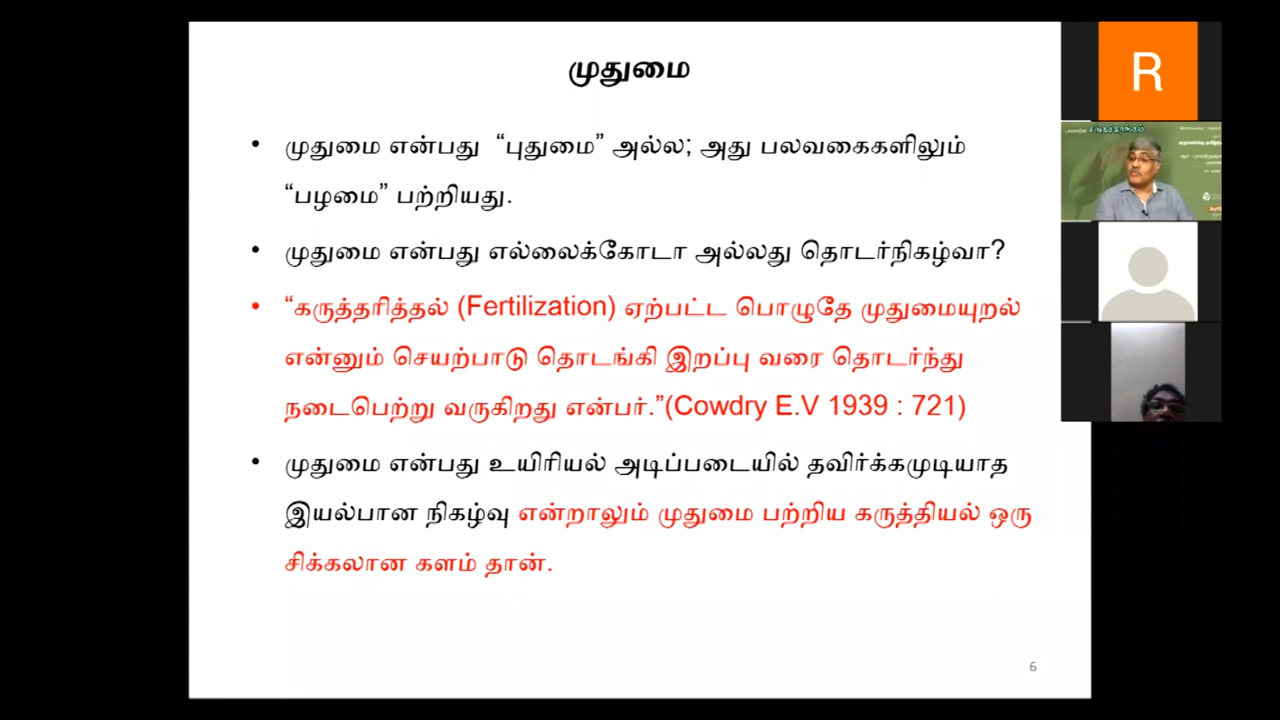 முதுமை
• முதுமை என்பது “புதுமை” அல்ல; அது பலவகைகளிலும்
“பழமை” பற்றியது.
• முதுமை என்பது எல்லைக்கோடா அல்லது தொடர்நிகழ்வா?
• “கருத்தரித்தல் (Fertilization) ஏற்பட்ட பொழுதே முதுமையுறல்
என்னும் செயற்பாடு தொடங்கி இறப்பு வரை தொடர்ந்து
நடைபெற்று வருகிறது என்பர்.”(Cowdry E.V 1939 : 721)
• முதுமை என்பது உயிரியல் அடிப்படையில் தவிர்க்கமுடியாத
இயல்பான நிகழ்வு என்றாலும் முதுமை பற்றிய கருத்தியல் ஒரு
சிக்கலான களம் தான்.
6
R